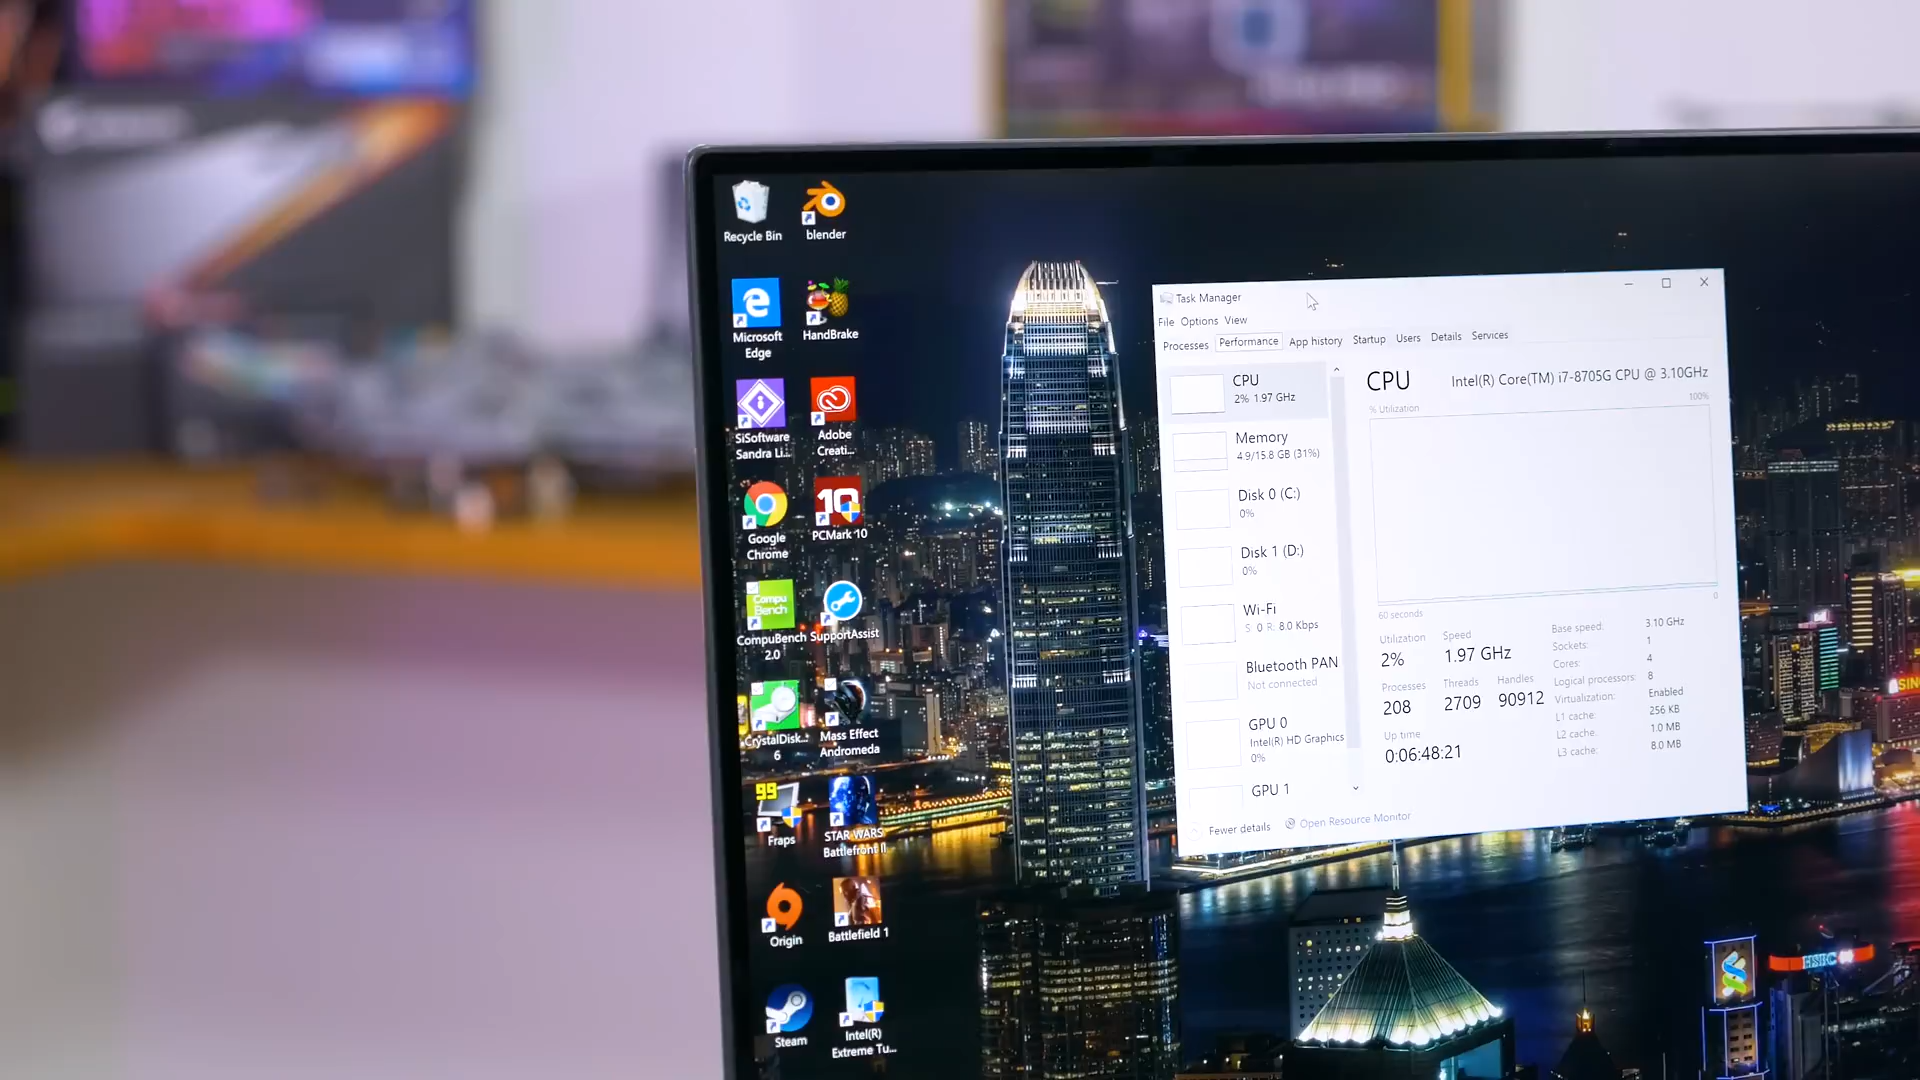 Recycle Bin
blender
Microsoft
Edge
HandBrake
SiSoftware
Sandra Li...
Adobe
Creati...
Google
Chrome
10
PCMark 10
Compu
Bench
CompuBench
2.0
SupportAssist
CrystalDisk...
6
Mass Effect
Andromeda
99
Fraps
STAR WARS
Battlefront II
Origin
Battlefield 1
Steam
Intel(R)
Extreme Tu...
Task Manager
File Options View
Processes Performance App history Startup Users Details Services
CPU
2% 1.97 GHz
Memory
4.9/15.8 GB (31%)
Disk 0 (C:)
0%
Disk 1 (D:)
0%
Wi-Fi
S: 0 R: 8.0 Kbps
Bluetooth PAN
Not connected
GPU 0
Intel(R) HD Graphics
0%
GPU 1
CPU Intel(R) Core(TM) i7-8705G CPU @ 3.10GHz
% Utilization 100%
60 seconds 0
Utilization Speed
2% 1.97 GHz
Processes Threads Handles
208 2709 90912
Up time
0:06:48:21
Base speed: 3.10 GHz
Sockets: 1
Cores: 4
Logical processors: 8
Virtualization: Enabled
L1 cache: 256 KB
L2 cache: 1.0 MB
L3 cache: 8.0 MB
Fewer details Open Resource Monitor
HSBC